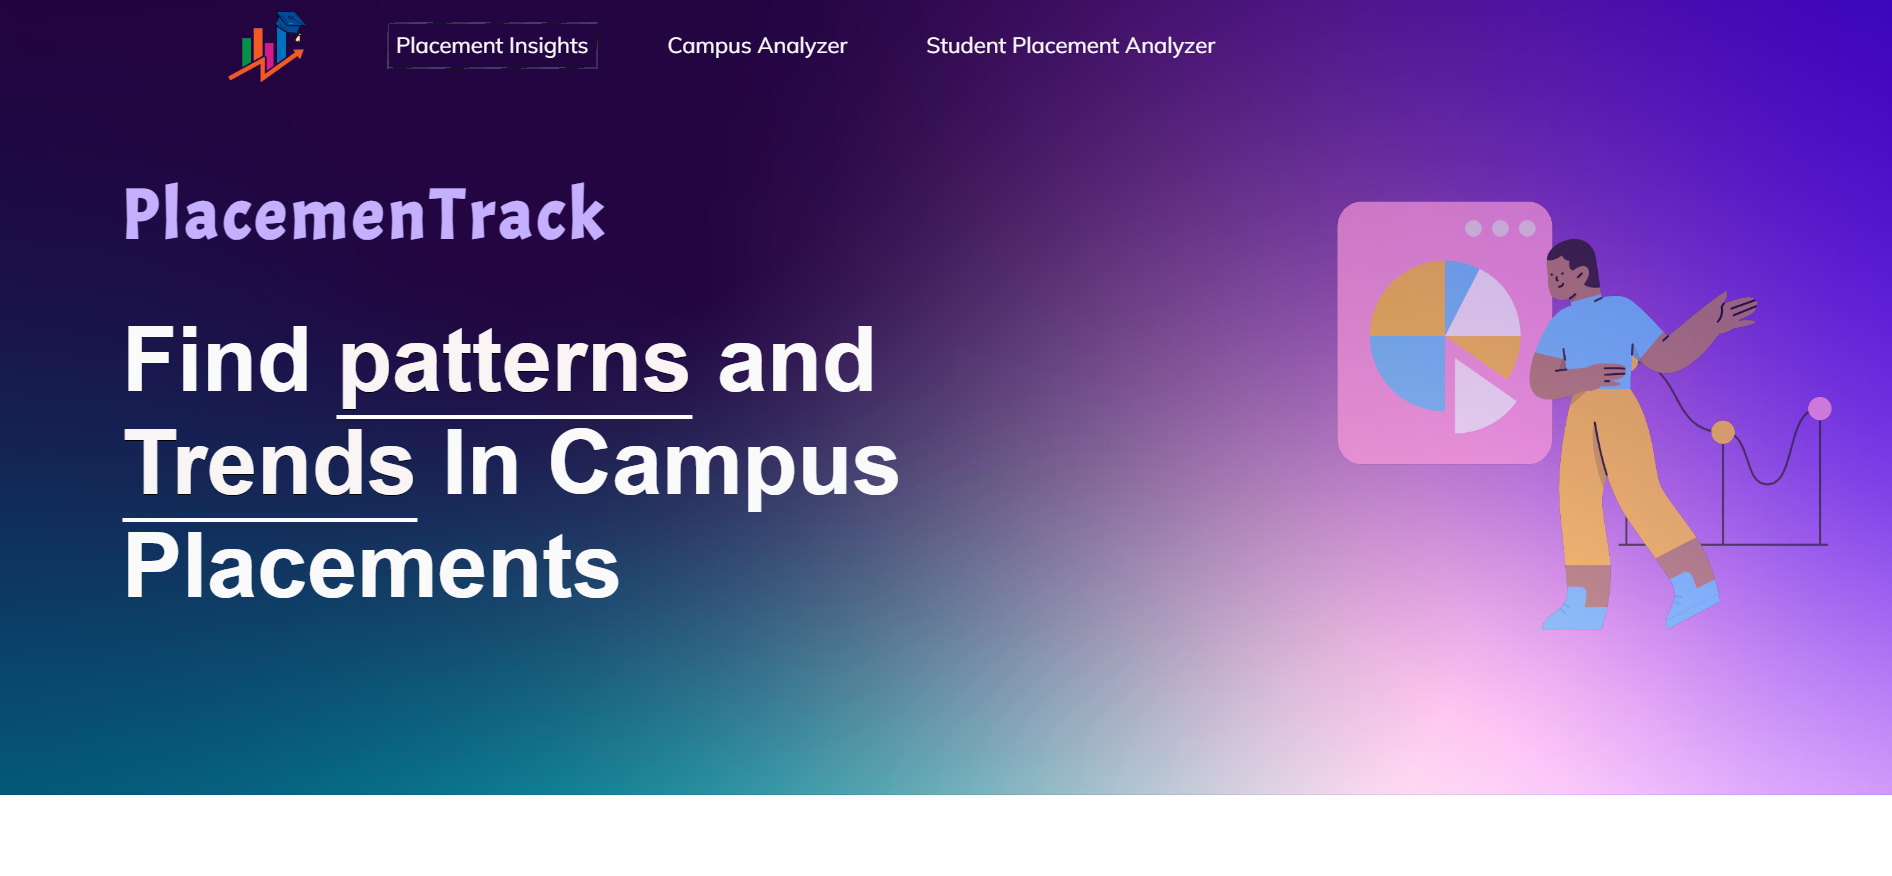 Placement Insights
Campus Analyzer
Student Placement Analyzer
PlacemenTrack
Find patterns and
Trends In Campus
Placements